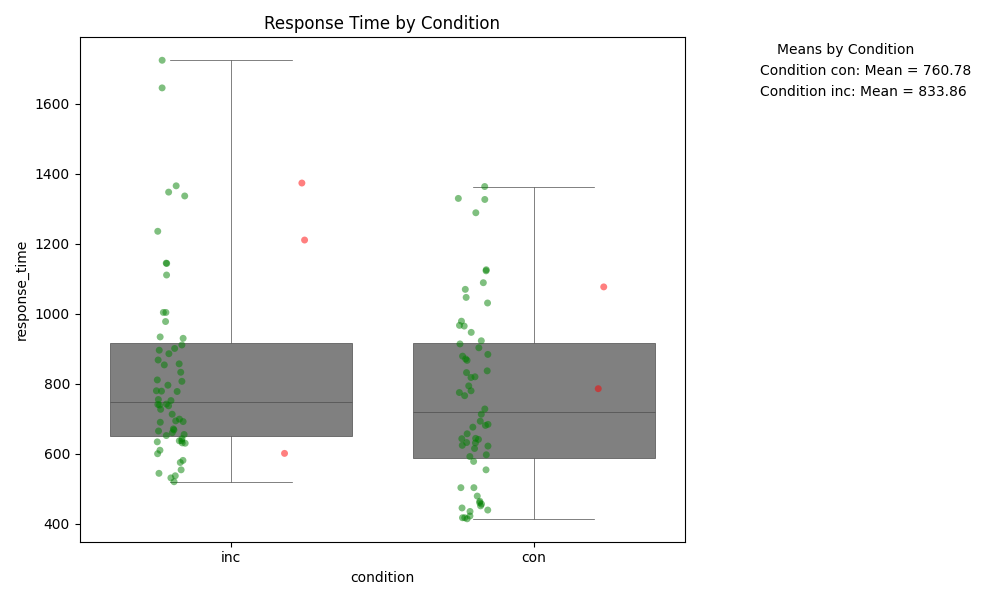 Response Time by Condition
Means by Condition
Condition con: Mean = 760.78
Condition inc: Mean = 833.86
response_time
1600
1400
1200
1000
800
600
400
inc con
condition